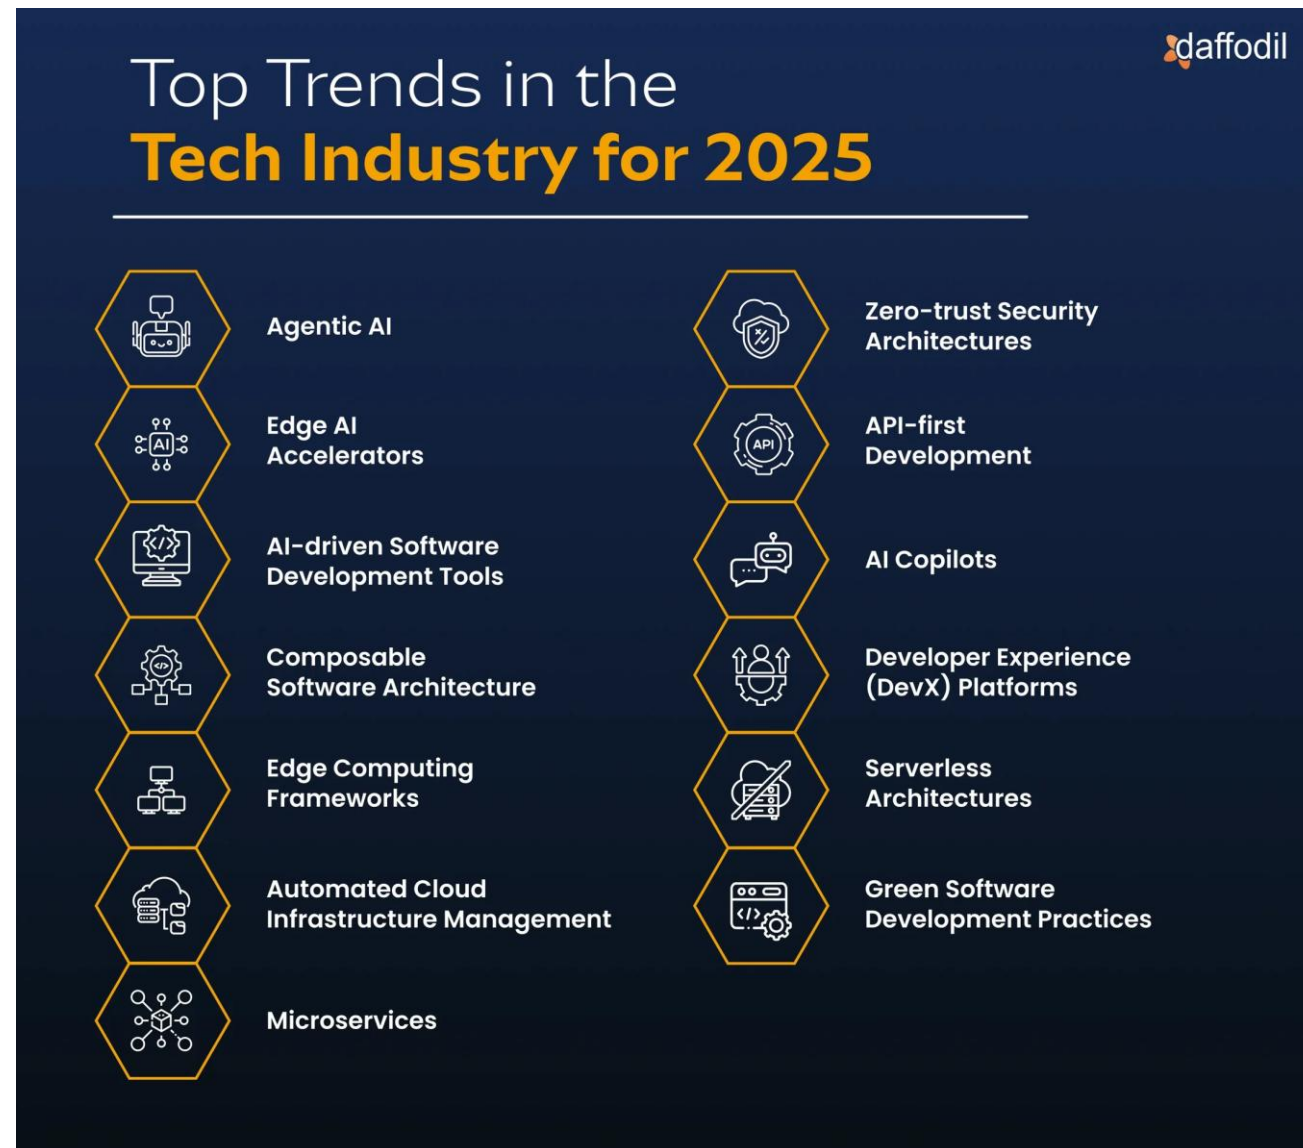 daffodil
Top Trends in the
Tech Industry for 2025
Agentic AI
Edge AI
Accelerators
AI-driven Software
Development Tools
Composable
Software Architecture
Edge Computing
Frameworks
Automated Cloud
Infrastructure Management
Microservices
Zero-trust Security
Architectures
API-first
Development
AI Copilots
Developer Experience
(DevX) Platforms
Serverless
Architectures
Green Software
Development Practices
AI
</>
</>
API
</>